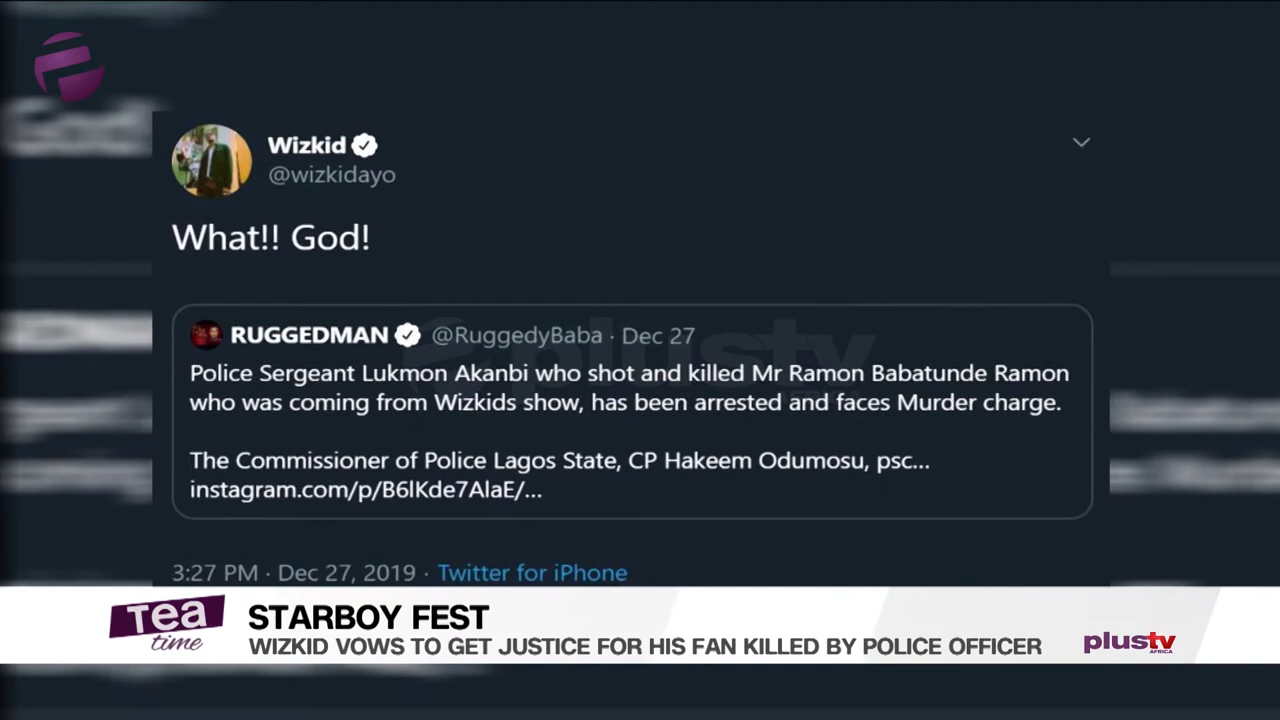 Wizkid
@wizkidayo
What!! God!
RUGGEDMAN @RuggedyBaba · Dec 27
Police Sergeant Lukmon Akanbi who shot and killed Mr Ramon Babatunde Ramon
who was coming from Wizkids show, has been arrested and faces Murder charge.
The Commissioner of Police Lagos State, CP Hakeem Odumosu, psc...
instagram.com/p/B6lKde7AlaE/...
plustv
3:27 PM · Dec 27, 2019 · Twitter for iPhone
Tea
time
STARBOY FEST
WIZKID VOWS TO GET JUSTICE FOR HIS FAN KILLED BY POLICE OFFICER
plustv
AFRICA